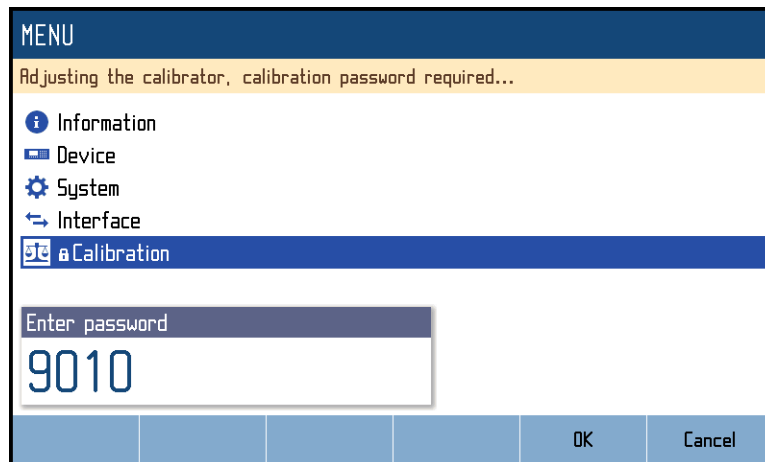 MENU
Adjusting the calibrator, calibration password required...
Information
Device
System
Interface
Calibration
Enter password
9010
OK Cancel